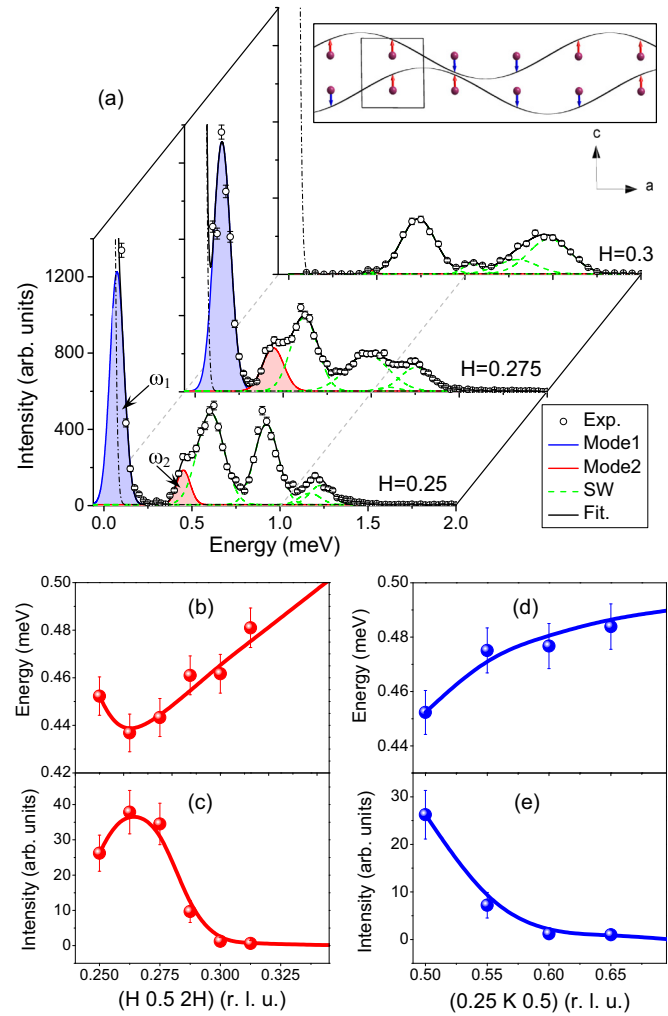 (a)
c
a
H=0.3
1200
800
400
0
Intensity (arb. units)
ω₁
ω₂
H=0.275
H=0.25
Exp.
Mode1
Mode2
SW
Fit.
0.0 0.5 1.0 1.5 2.0
Energy (meV)
(b)
0.50
0.48
0.46
0.44
0.42
Energy (meV)
(d)
0.50
0.48
0.46
0.44
Energy (meV)
(c)
40
30
20
10
0
Intensity (arb. units)
0.250 0.275 0.300 0.325
(H 0.5 2H) (r. l. u.)
(e)
30
20
10
0
Intensity (arb. units)
0.50 0.55 0.60 0.65
(0.25 K 0.5) (r. l. u.)